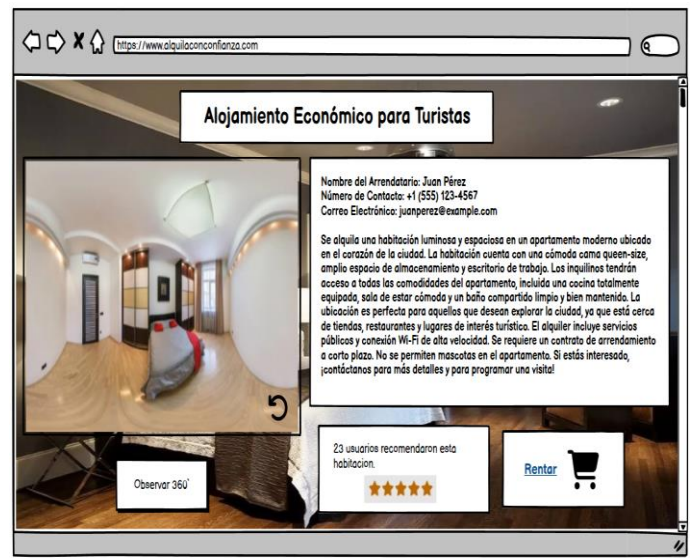 https://www.alquilaconconfianza.com
Alojamiento Económico para Turistas
Nombre del Arrendatario: Juan Pérez
Número de Contacto: +1 (555) 123-4567
Correo Electrónico: juanperez@example.com
Se alquila una habitación luminosa y espaciosa en un apartamento moderno ubicado
en el corazón de la ciudad. La habitación cuenta con una cómoda cama queen-size,
amplio espacio de almacenamiento y escritorio de trabajo. Los inquilinos tendrán
acceso a todas las comodidades del apartamento, incluida una cocina totalmente
equipada, sala de estar cómoda y un baño compartido limpio y bien mantenido. La
ubicación es perfecta para aquellos que desean explorar la ciudad, ya que está cerca
de tiendas, restaurantes y lugares de interés turístico. El alquiler incluye servicios
públicos y conexión Wi-Fi de alta velocidad. Se requiere un contrato de arrendamiento
a corto plazo. No se permiten mascotas en el apartamento. Si estás interesado,
¡contáctanos para más detalles y para programar una visita!
23 usuarios recomendaron esta
habitacion.
Rentar
Observar 360°